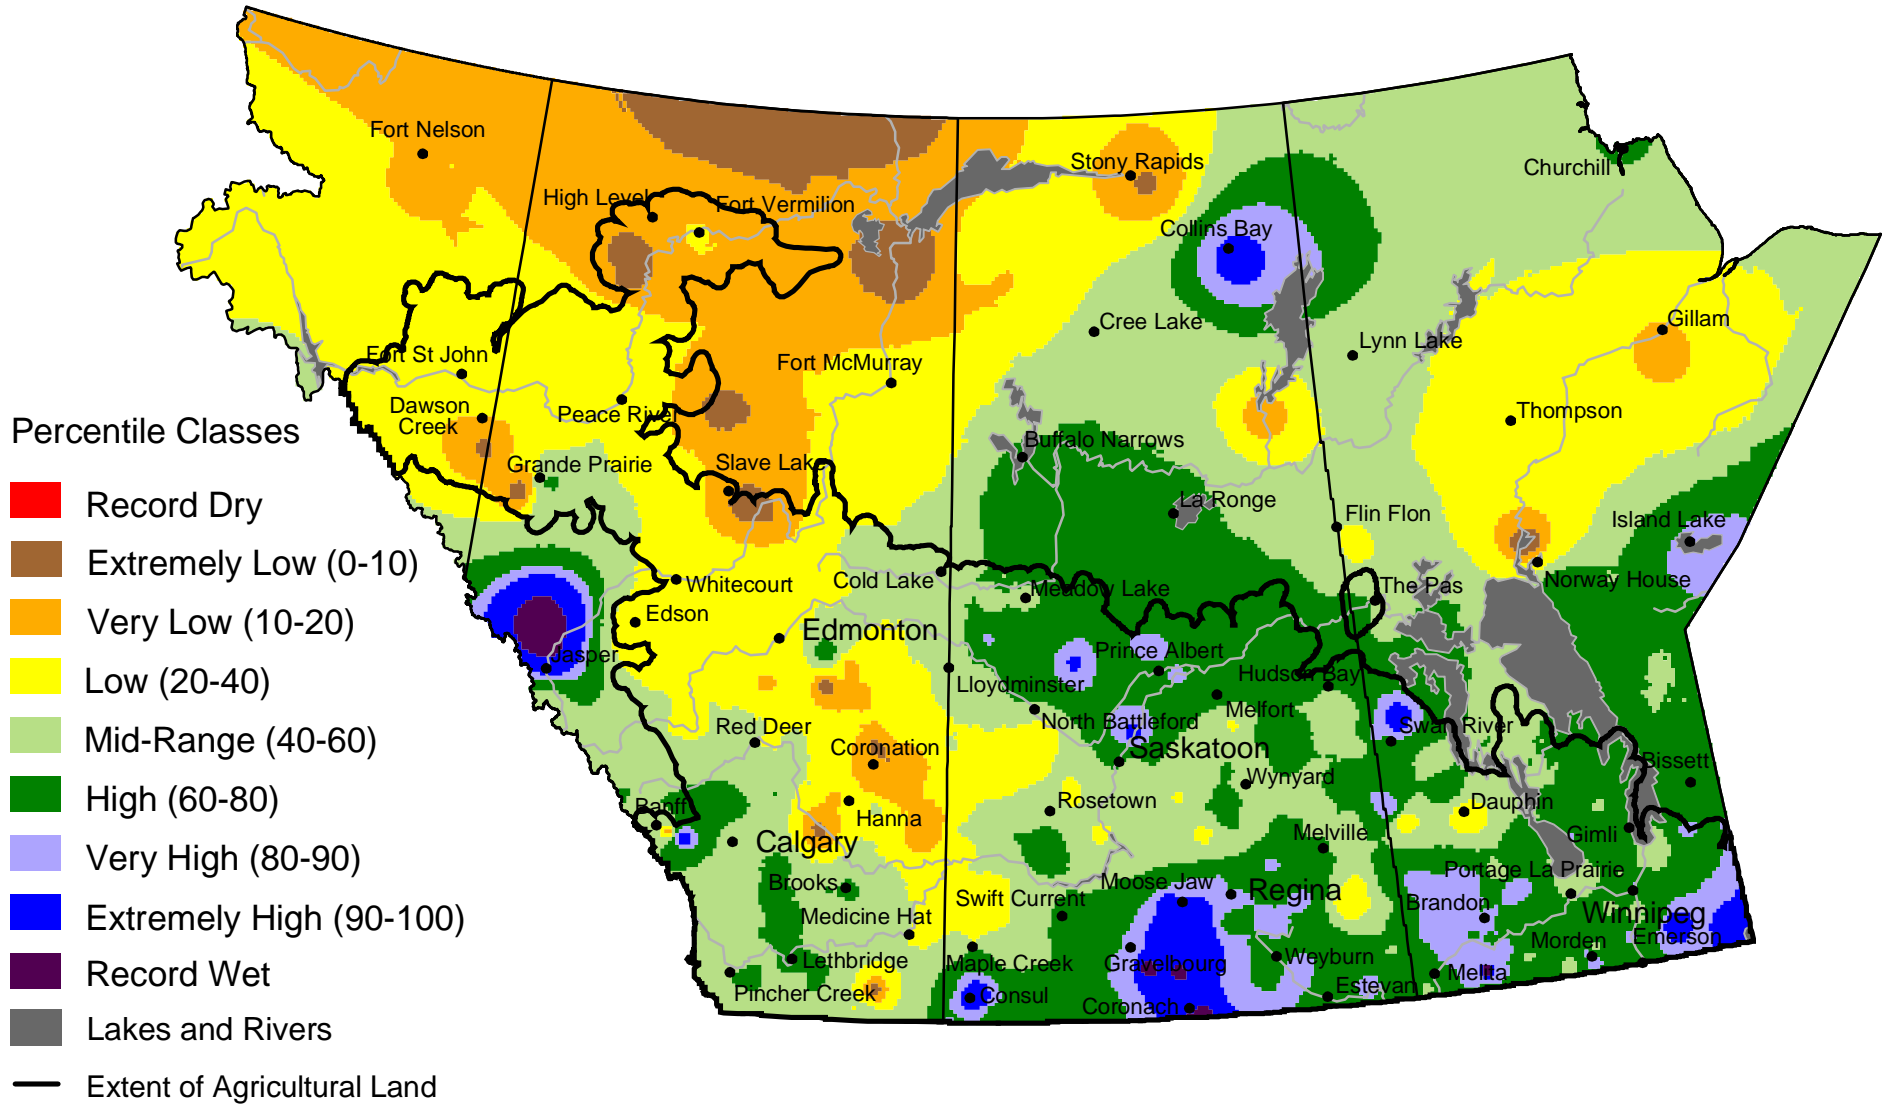 Fort Nelson
Stony Rapids
Churchill
High Level
Fort Vermilion
Collins Bay
Gillam
Cree Lake
Lynn Lake
Fort St John
Fort McMurray
Dawson
Creek
Peace River
Thompson
Buffalo Narrows
Grande Prairie
Slave Lake
La Ronge
Flin Flon
Island Lake
Whitecourt
Cold Lake
Meadow Lake
The Pas
Norway House
Edson
Edmonton
Jasper
Prince Albert
Hudson Bay
Lloydminster
North Battleford
Melfort
Red Deer
Coronation
Saskatoon
Swan River
Bissett
Wynyard
Banff
Hanna
Rosetown
Dauphin
Calgary
Melville
Gimli
Brooks
Moose Jaw
Regina
Portage La Prairie
Swift Current
Brandon
Medicine Hat
Winnipeg
Lethbridge
Maple Creek
Gravelbourg
Weyburn
Morden
Emerson
Pincher Creek
Consul
Coronach
Estevan
Melita
Percentile Classes
Record Dry
Extremely Low (0-10)
Very Low (10-20)
Low (20-40)
Mid-Range (40-60)
High (60-80)
Very High (80-90)
Extremely High (90-100)
Record Wet
Lakes and Rivers
Extent of Agricultural Land